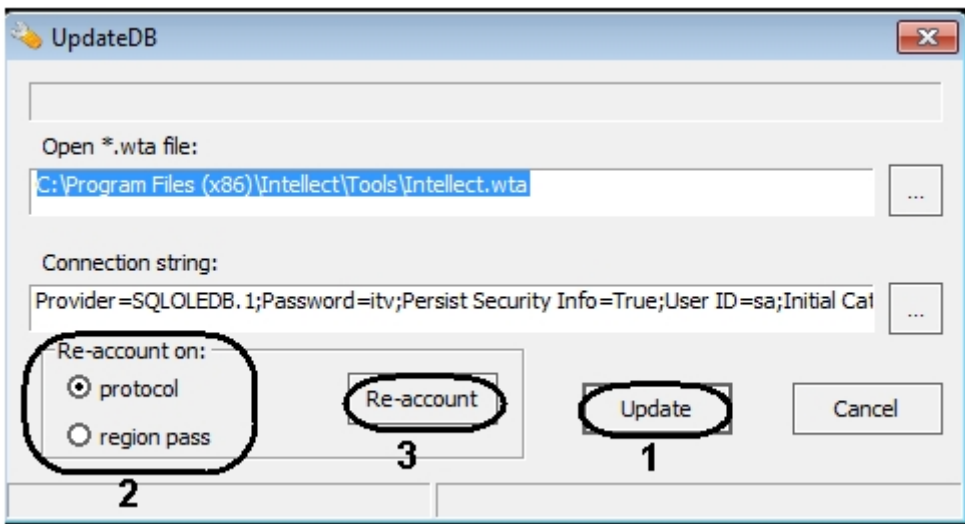 UpdateDB
Open *.wta file:
C:\Program Files (x86)\Intellect\Tools\Intellect.wta
...
Connection string:
Provider=SQLOLEDB.1;Password=itv;Persist Security Info=True;User ID=sa;Initial Cat
...
Re-account on:
protocol
region pass
Re-account
Update
Cancel
3
1
2